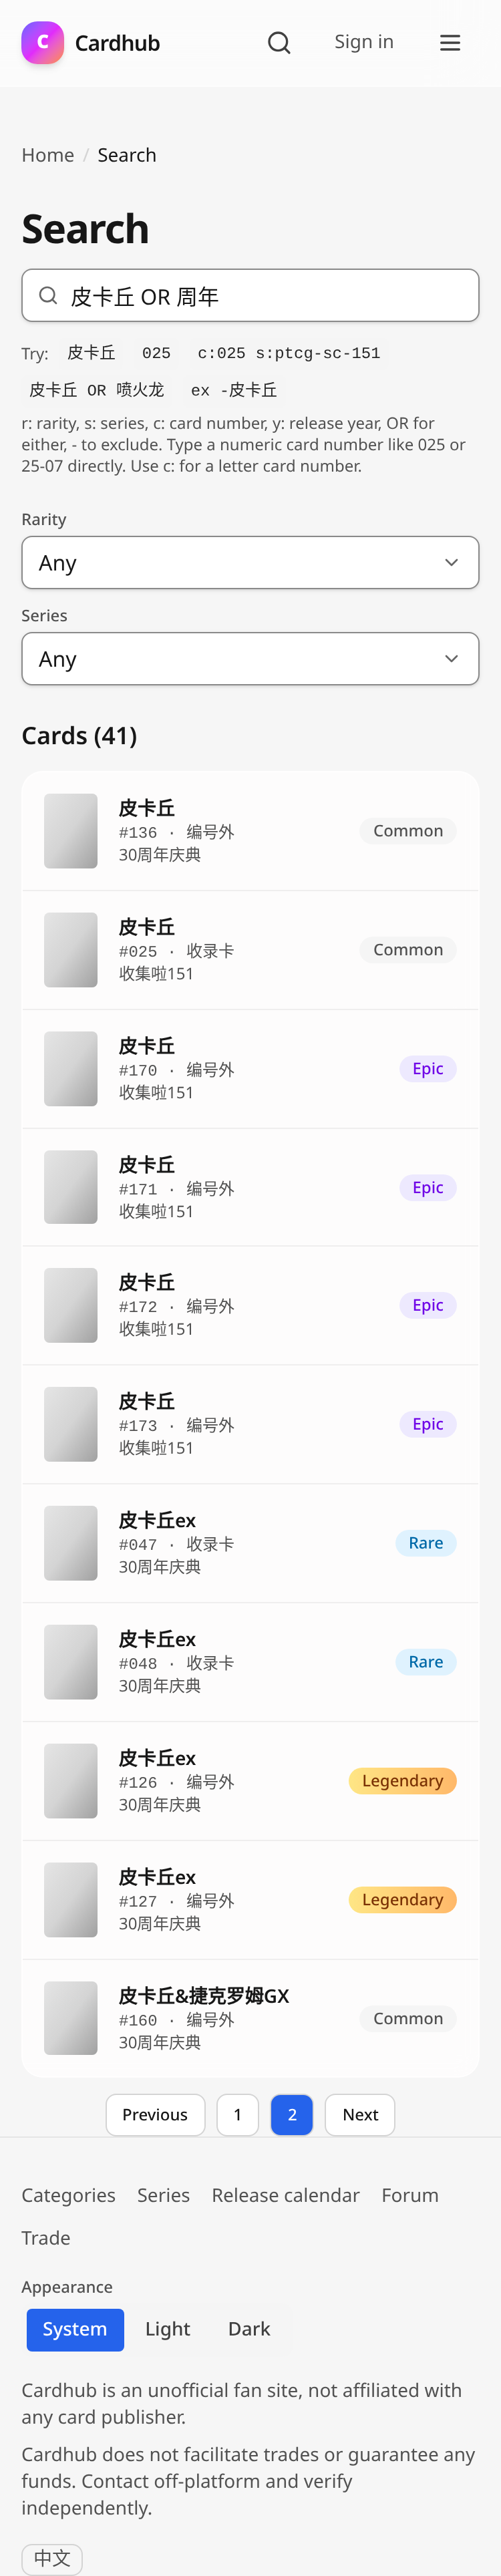 C Cardhub Sign in
Home / Search
Search
皮卡丘 OR 周年
Try: 皮卡丘 025 c:025 s:ptcg-sc-151
皮卡丘 OR 喷火龙 ex -皮卡丘
r: rarity, s: series, c: card number, y: release year, OR for
either, - to exclude. Type a numeric card number like 025 or
25-07 directly. Use c: for a letter card number.
Rarity
Any
Series
Any
Cards (41)
皮卡丘
#136 · 编号外
30周年庆典
Common
皮卡丘
#025 · 收录卡
收集啦151
Common
皮卡丘
#170 · 编号外
收集啦151
Epic
皮卡丘
#171 · 编号外
收集啦151
Epic
皮卡丘
#172 · 编号外
收集啦151
Epic
皮卡丘
#173 · 编号外
收集啦151
Epic
皮卡丘ex
#047 · 收录卡
30周年庆典
Rare
皮卡丘ex
#048 · 收录卡
30周年庆典
Rare
皮卡丘ex
#126 · 编号外
30周年庆典
Legendary
皮卡丘ex
#127 · 编号外
30周年庆典
Legendary
皮卡丘&捷克罗姆GX
#160 · 编号外
30周年庆典
Common
Previous 1 2 Next
Categories Series Release calendar Forum
Trade
Appearance
System Light Dark
Cardhub is an unofficial fan site, not affiliated with
any card publisher.
Cardhub does not facilitate trades or guarantee any
funds. Contact off-platform and verify
independently.
中文